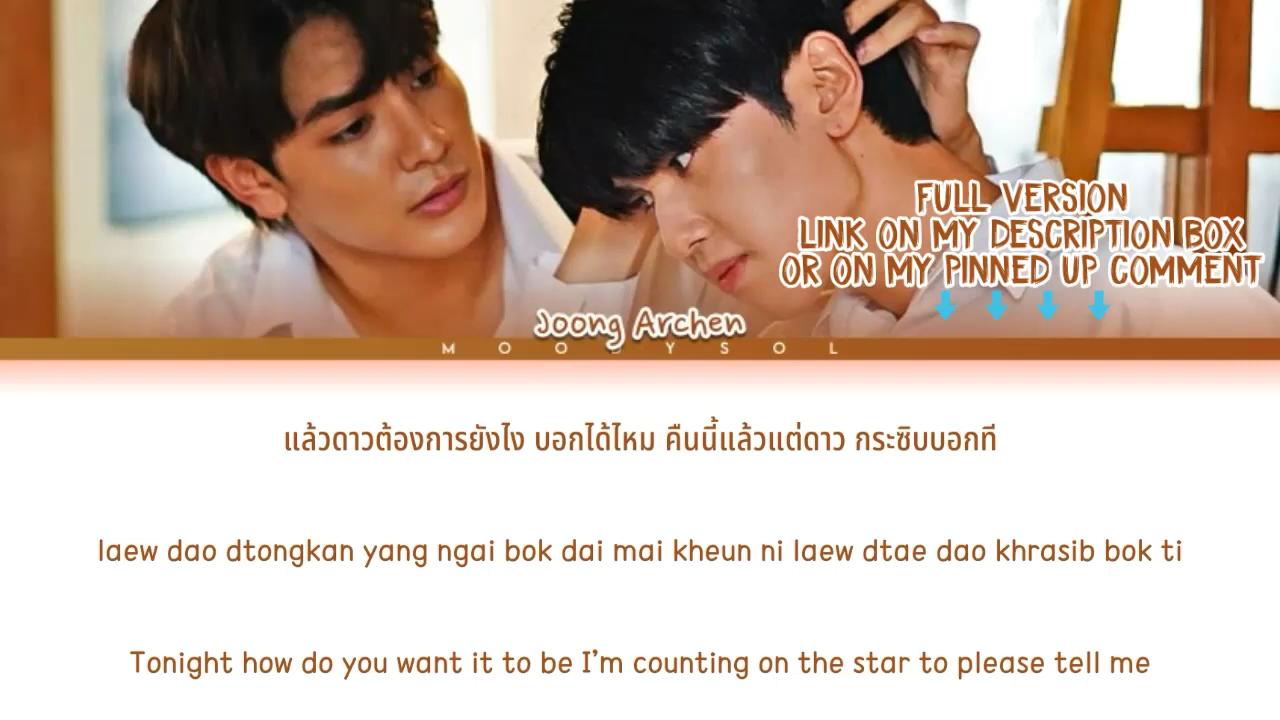 FULL VERSION
LINK ON MY DESCRIPTION BOX
OR ON MY PINNED UP COMMENT
Joong Archen
MOODYSOL
แล้วดาวต้องการยังไง บอกได้ไหม คืนนี้แล้วแต่ดาว กระซิบบอกที
laew dao dtongkan yang ngai bok dai mai kheun ni laew dtae dao khrasib bok ti
Tonight how do you want it to be I'm counting on the star to please tell me